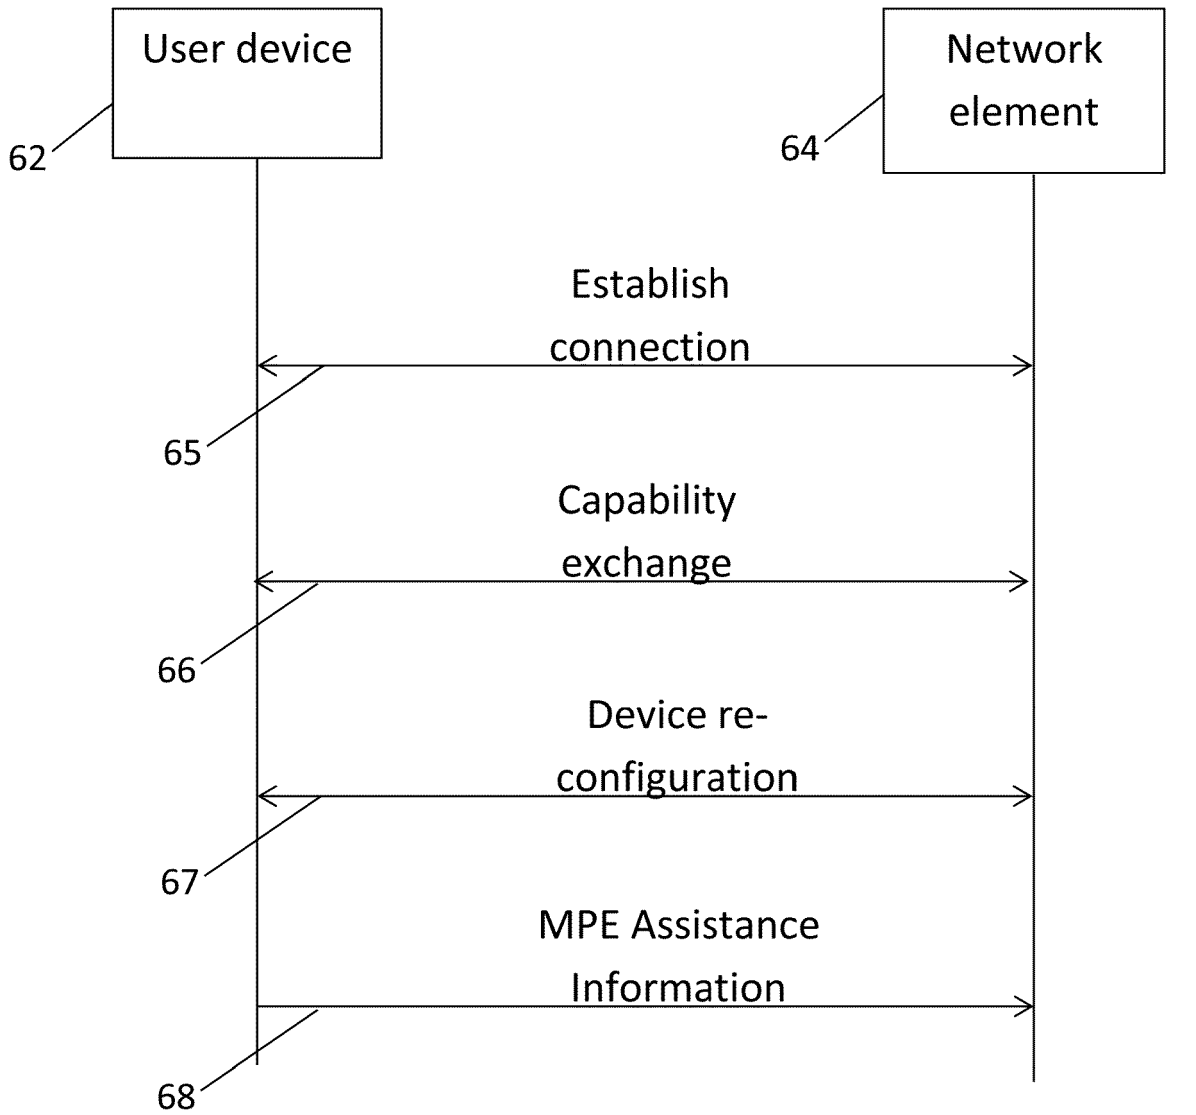 User device
Network
element
62
64
Establish
connection
65
Capability
exchange
66
Device re-
configuration
67
MPE Assistance
Information
68